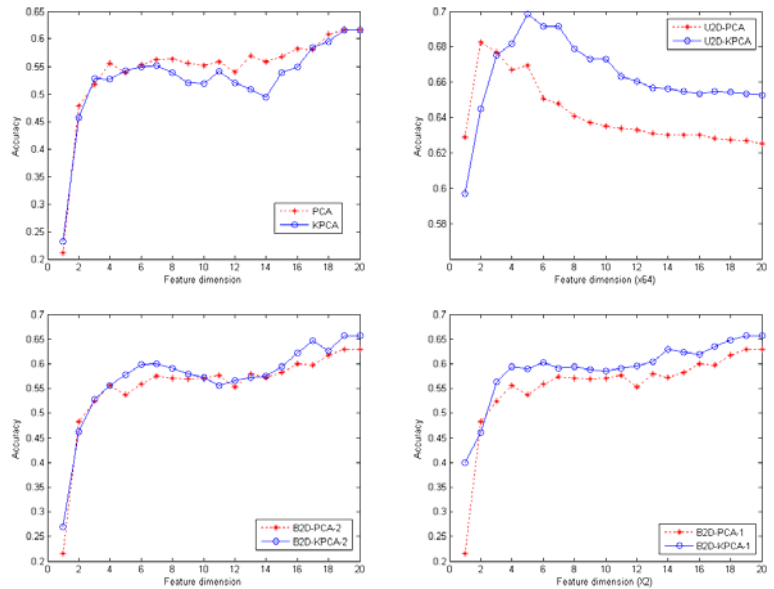 0.65
0.6
0.55
0.5
0.45
0.4
0.35
0.3
0.25
0.2
Accuracy
PCA
KPCA
0 2 4 6 8 10 12 14 16 18 20
Feature dimension
0.7
0.68
0.66
0.64
0.62
0.6
0.58
Accuracy
U2D-PCA
U2D-KPCA
0 2 4 6 8 10 12 14 16 18 20
Feature dimension (x64)
0.7
0.65
0.6
0.55
0.5
0.45
0.4
0.35
0.3
0.25
0.2
Accuracy
B2D-PCA-2
B2D-KPCA-2
0 2 4 6 8 10 12 14 16 18 20
Feature dimension
0.7
0.65
0.6
0.55
0.5
0.45
0.4
0.35
0.3
0.25
0.2
Accuracy
B2D-PCA-1
B2D-KPCA-1
0 2 4 6 8 10 12 14 16 18 20
Feature dimension (X2)